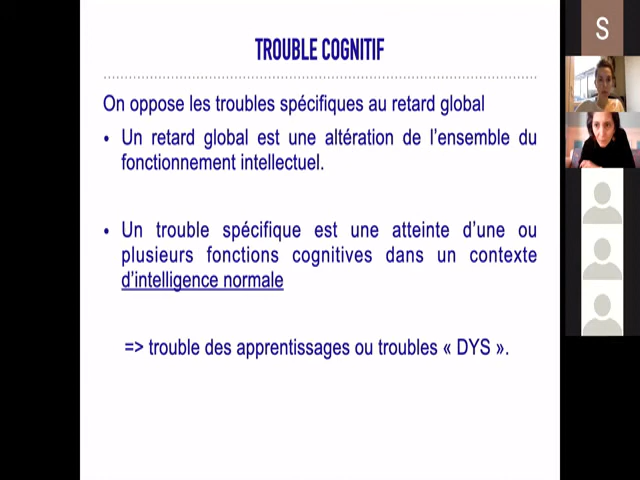 TROUBLE COGNITIF
On oppose les troubles spécifiques au retard global
• Un retard global est une altération de l'ensemble du
fonctionnement intellectuel.
• Un trouble spécifique est une atteinte d'une ou
plusieurs fonctions cognitives dans un contexte
d'intelligence normale
=> trouble des apprentissages ou troubles « DYS ».
S